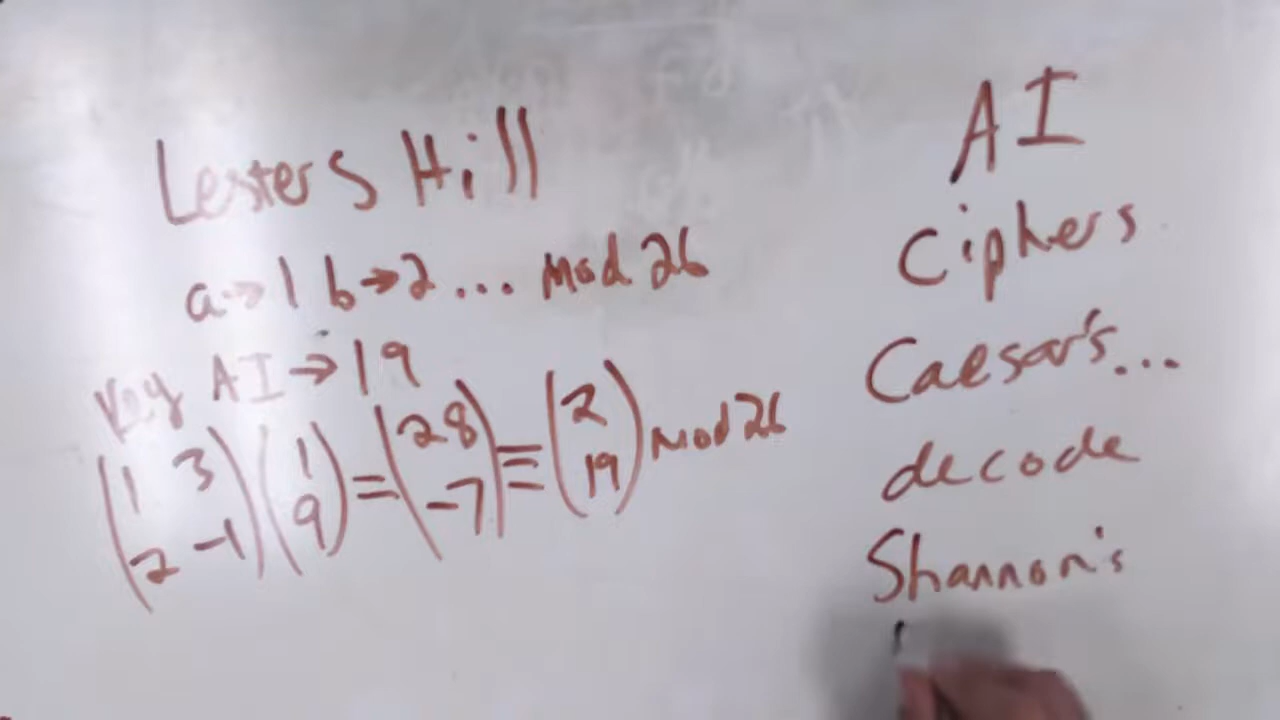 Lesters Hill
a→1 b→2 ... mod 26
Key AI→19
(1 3
2 -1) (1
9) = (28
-7) ≡ (2
19) mod 26
AI
Ciphers
Caesar's...
decode
Shannon's